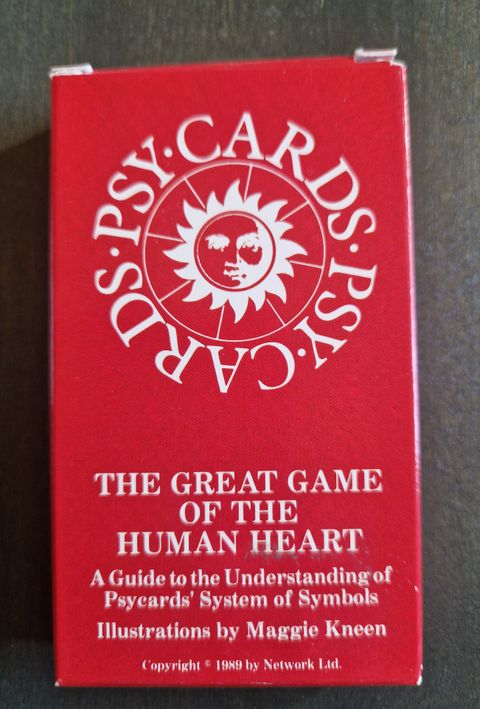 PSY·CARDS·PSY·CARDS·
THE GREAT GAME
OF THE
HUMAN HEART
A Guide to the Understanding of
Psycards' System of Symbols
Illustrations by Maggie Kneen
Copyright © 1989 by Network Ltd.